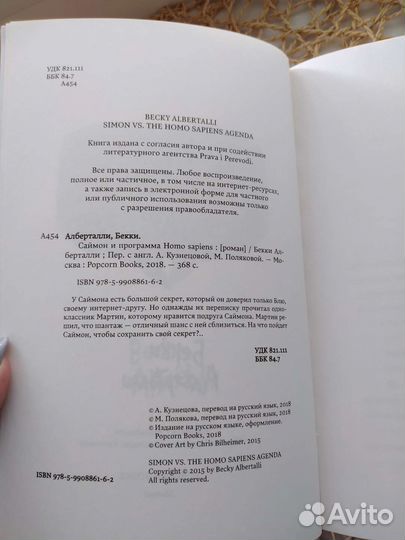 УДК 821.111
ББК 84.7
А454
BECKY ALBERTALLI
SIMON VS. THE HOMO SAPIENS AGENDA
Книга издана с согласия автора и при содействии
литературного агентства Prava i Perevodi.
Все права защищены. Любое воспроизведение,
полное или частичное, в том числе на интернет-ресурсах,
а также запись в электронной форме для частного
или публичного использования возможны только
с разрешения правообладателя.
А454 Алберталли, Бекки.
Саймон и программа Homo sapiens : [роман] / Бекки Ал-
берталли ; Пер. с англ. А. Кузнецовой, М. Поляковой. – Мо-
сква : Popcorn Books, 2018. — 368 с.
ISBN 978-5-9908861-6-2
У Саймона есть большой секрет, который он доверил только Блю,
своему интернет-другу. Но однажды их переписку прочитал одно-
классник Мартин, которому нравится подруга Саймона. Мартин ре-
шил, что шантаж — отличный шанс с ней сблизиться. На что пойдет
Саймон, чтобы сохранить свой секрет?..
УДК 821.111
ББК 84.7
© А. Кузнецова, перевод на русский язык, 2018
© М. Полякова, перевод на русский язык, 2018
© Издание на русском языке, оформление.
Popcorn Books, 2018
© Cover Art by Chris Bilheimer, 2015
SIMON VS. THE HOMO SAPIENS AGENDA
Copyright © 2015 by Becky Albertalli
All rights reserved.
ISBN 978-5-9908861-6-2
Avito